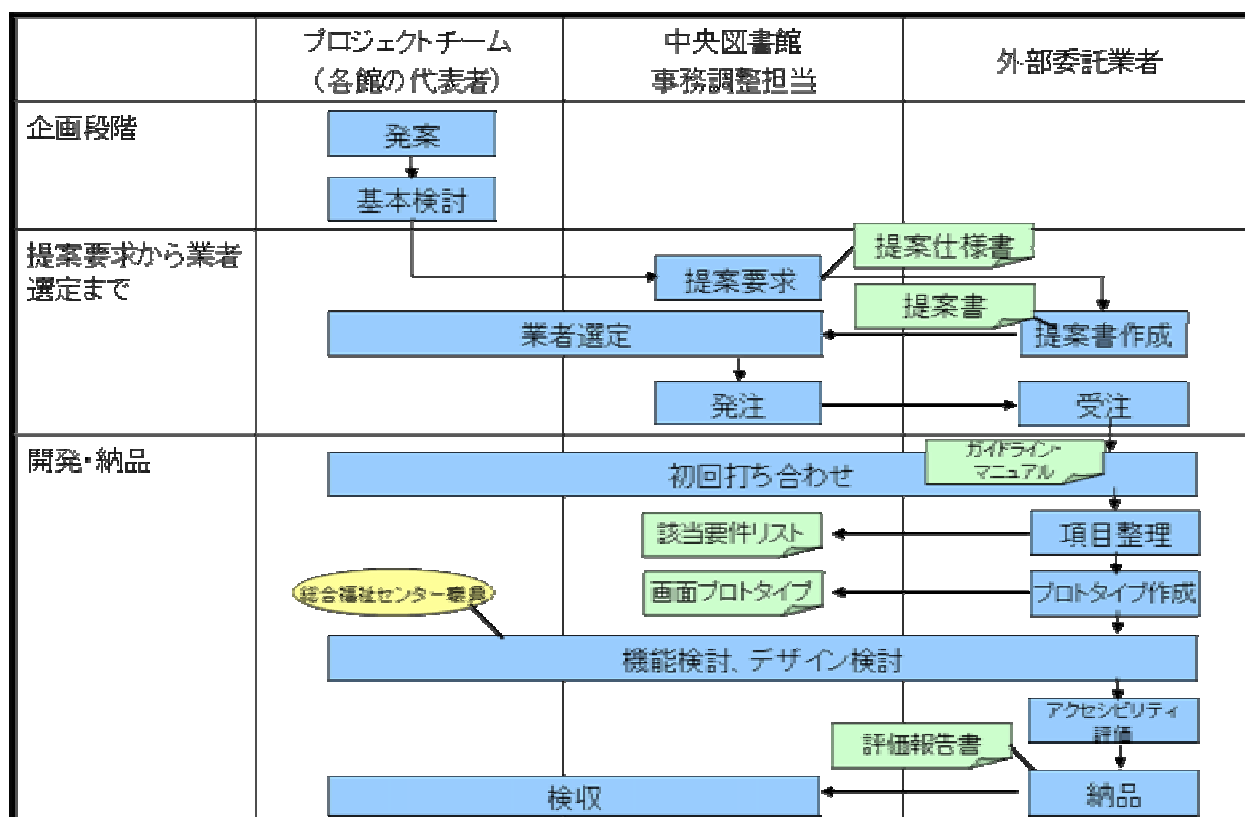 プロジェクトチーム
(各館の代表者)
中央図書館
事務調整担当
外部委託業者
企画段階
発案
基本検討
提案要求から業者
選定まで
提案仕様書
提案要求
提案書
業者選定
提案書作成
発注
受注
開発・納品
ガイドライン・
マニュアル
初回打ち合わせ
該当要件リスト
項目整理
総合福祉センター職員
画面プロトタイプ
プロトタイプ作成
機能検討、デザイン検討
アクセシビリティ
評価
評価報告書
検収
納品